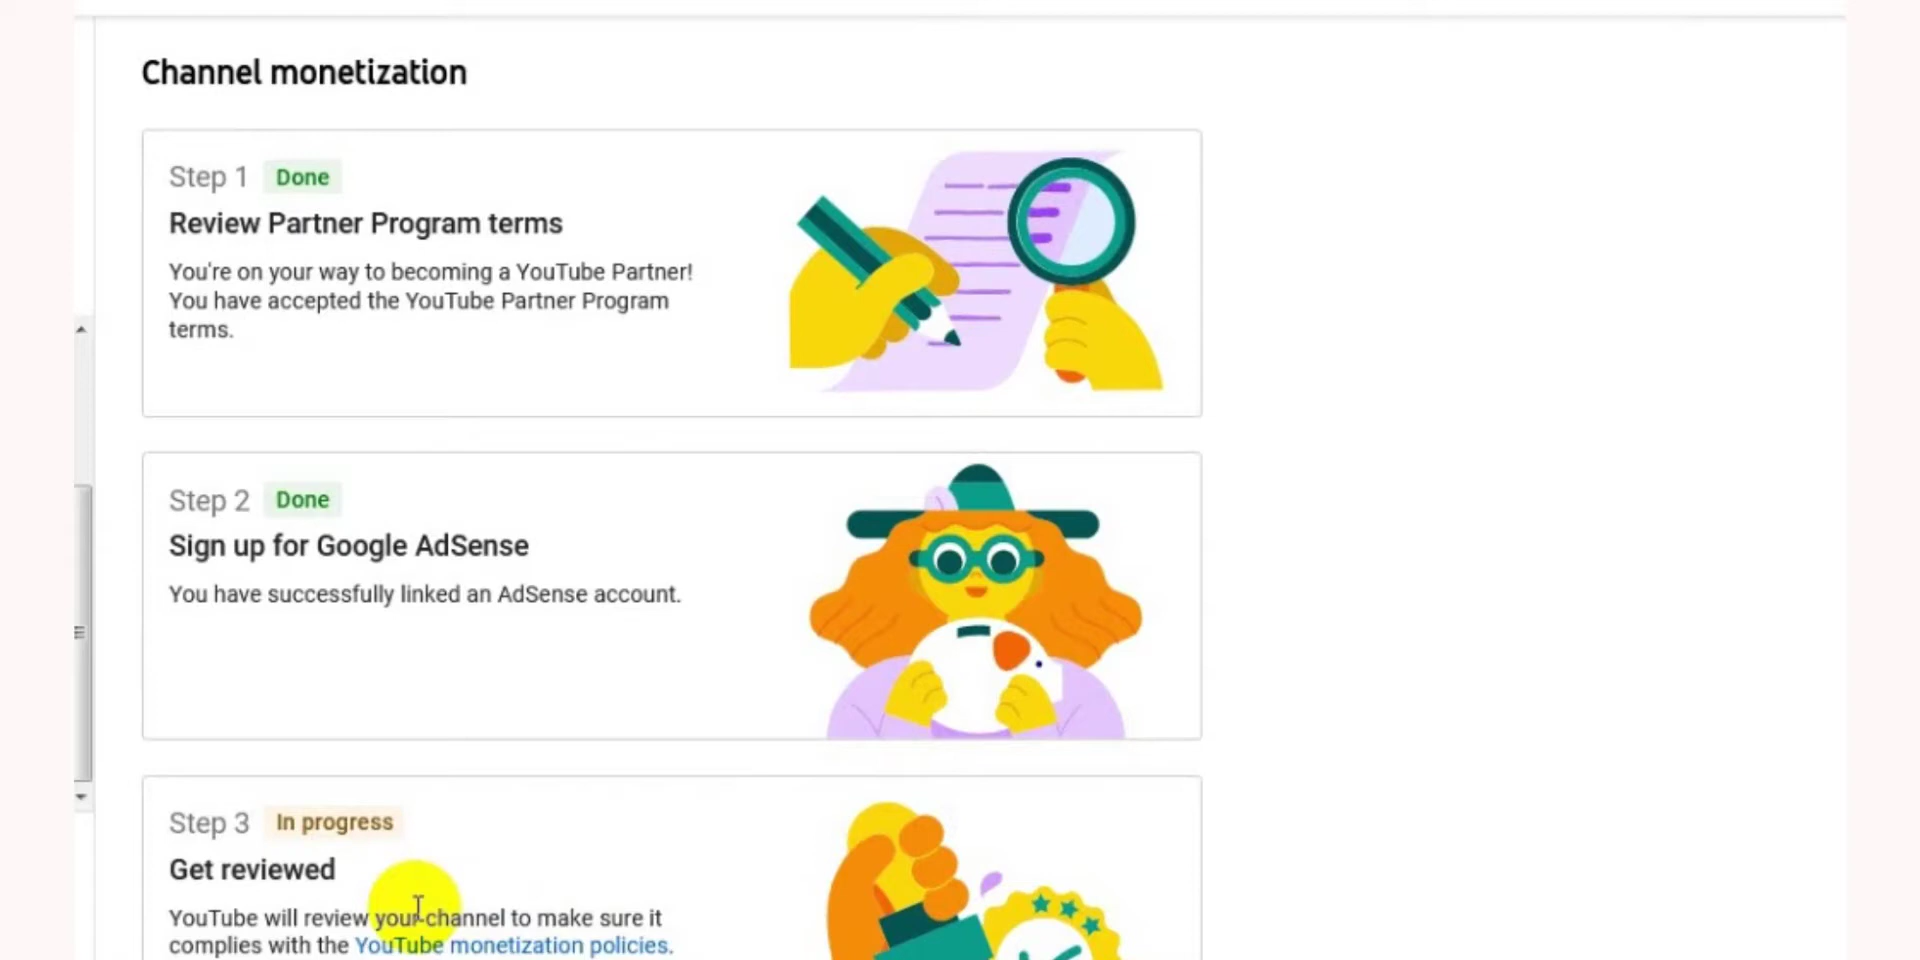 Channel monetization
Step 1 Done
Review Partner Program terms
You're on your way to becoming a YouTube Partner!
You have accepted the YouTube Partner Program
terms.
Step 2 Done
Sign up for Google AdSense
You have successfully linked an AdSense account.
Step 3 In progress
Get reviewed
YouTube will review your channel to make sure it
complies with the YouTube monetization policies.